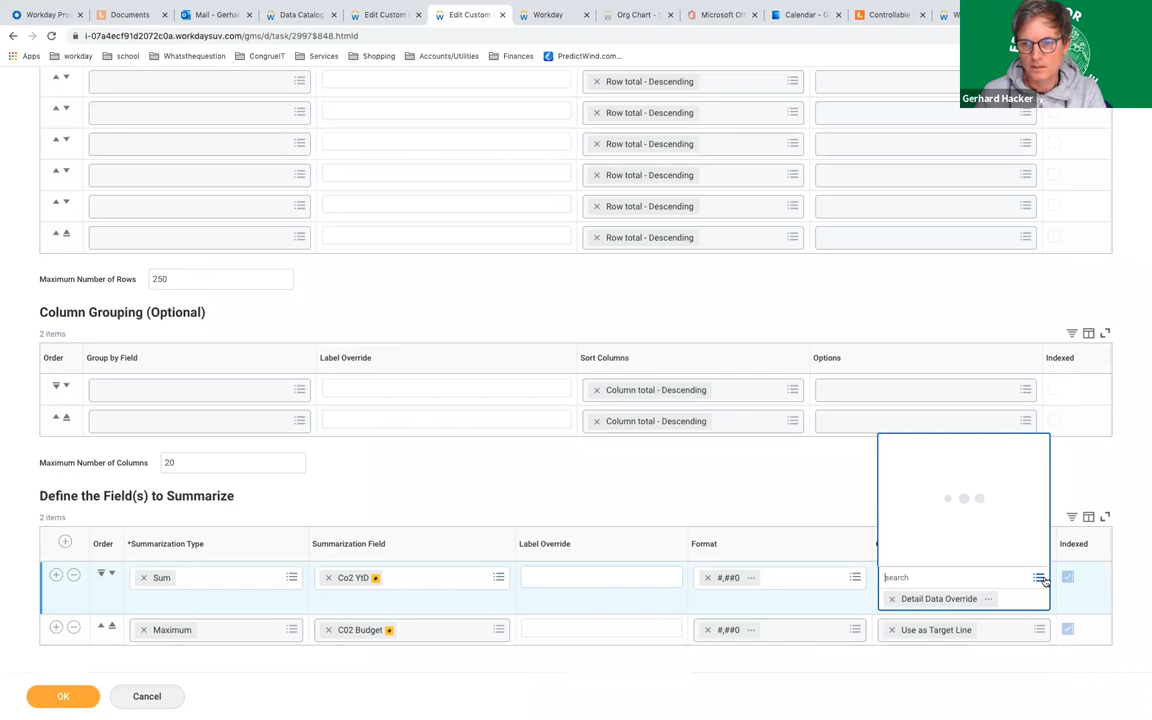 Workday Pro
Documents
Mail - Gerhar
Data Catalog
Edit Custom
Edit Custom
Workday
Org Chart -
Microsoft Off
Calendar - G
Controllable
i-07a4ecf91d2072c0a.workdaysuv.com/gms/d/task/2997$848.htmld
Apps workday school Whatsthequestion CongruelT Services Shopping Accounts/Utilities Finances PredictWind.com...
Gerhard Hacker
Row total - Descending
Row total - Descending
Row total - Descending
Row total - Descending
Row total - Descending
Row total - Descending
Maximum Number of Rows 250
Column Grouping (Optional)
2 items
Order Group by Field Label Override Sort Columns Options Indexed
Column total - Descending
Column total - Descending
Maximum Number of Columns 20
Define the Field(s) to Summarize
2 items
Order *Summarization Type Summarization Field Label Override Format Indexed
Sum Co2 YtD #,##0 ... search
Detail Data Override ...
Maximum C02 Budget #,##0 ... Use as Target Line
OK Cancel